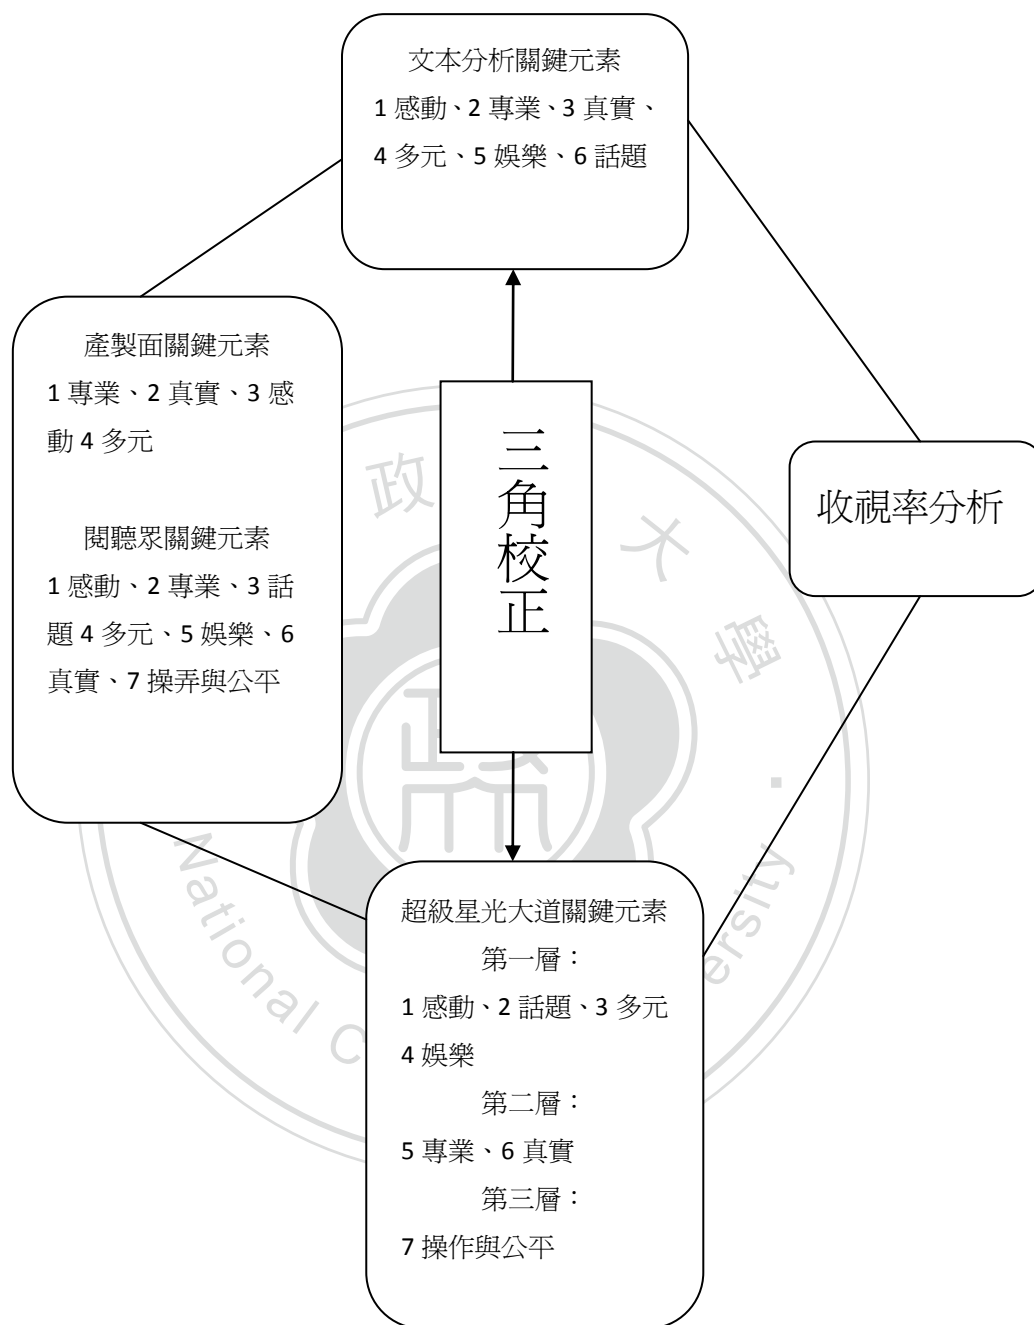 文本分析關鍵元素
1 感動、2 專業、3 真實、
4 多元、5 娛樂、6 話題
產製面關鍵元素
1 專業、2 真實、3 感
動 4 多元
閱聽眾關鍵元素
1 感動、2 專業、3 話
題 4 多元、5 娛樂、6
真實、7 操弄與公平
三角校正
收視率分析
超級星光大道關鍵元素
第一層：
1 感動、2 話題、3 多元
4 娛樂
第二層：
5 專業、6 真實
第三層：
7 操作與公平
政
大學
National C
ersity